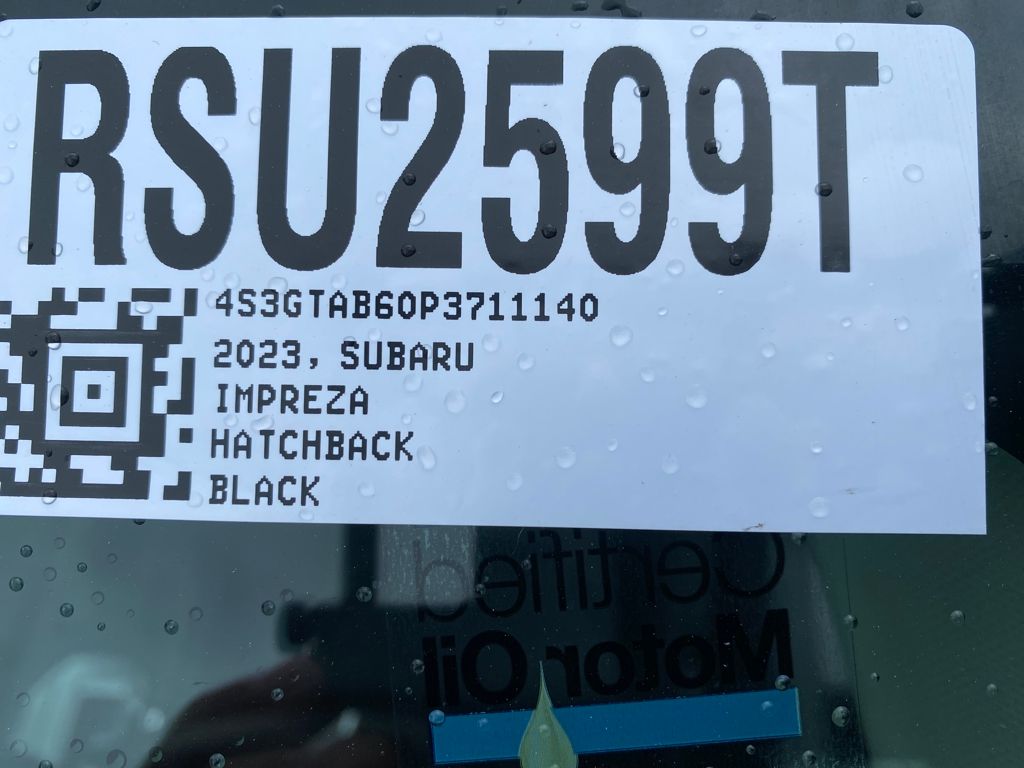 RSU2599T
4S3GTAB60P3711140
2023, SUBARU
IMPREZA
HATCHBACK
BLACK
Certified
Motor Oil